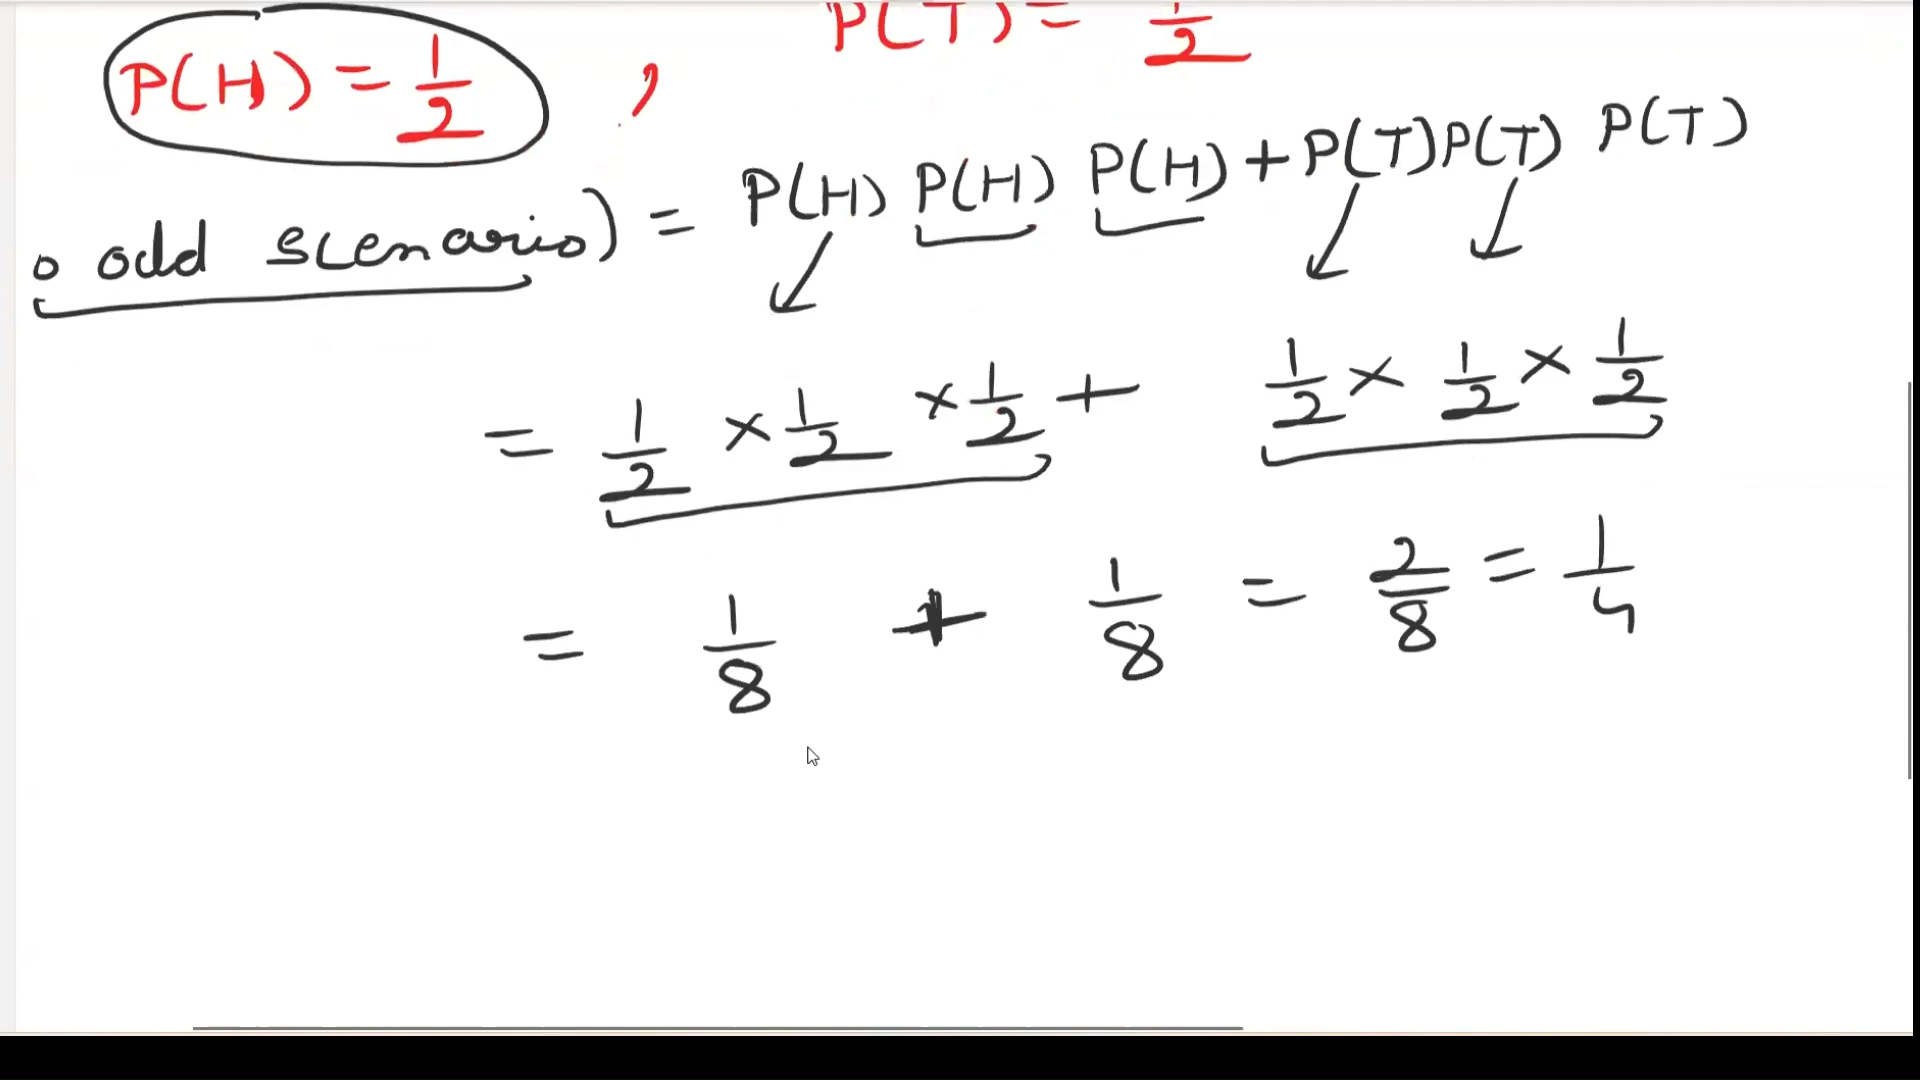 P(H) = 1/2 , P(T) = 1/2
o odd scenario) = P(H) P(H) P(H) + P(T) P(T) P(T)
= 1/2 × 1/2 × 1/2 + 1/2 × 1/2 × 1/2
= 1/8 + 1/8 = 2/8 = 1/4